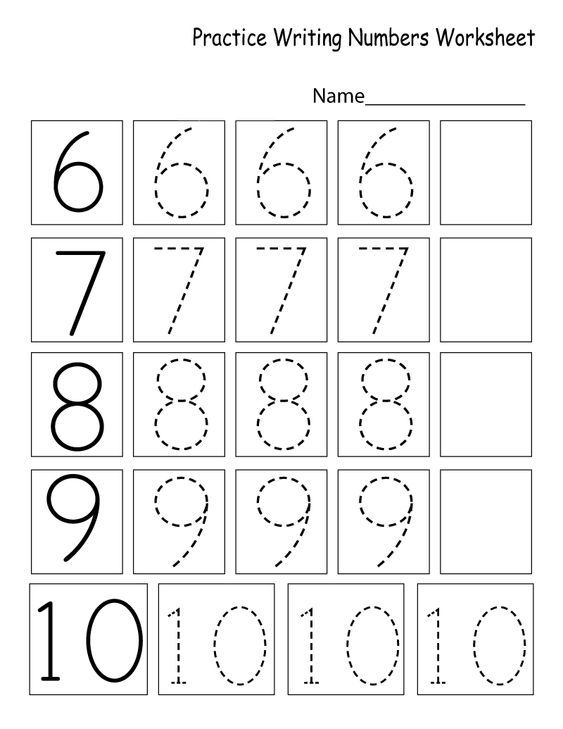 Practice Writing Numbers Worksheet
Name________________
6 6 6 6
7 7 7 7
8 8 8 8
9 9 9 9
10 10 10 10